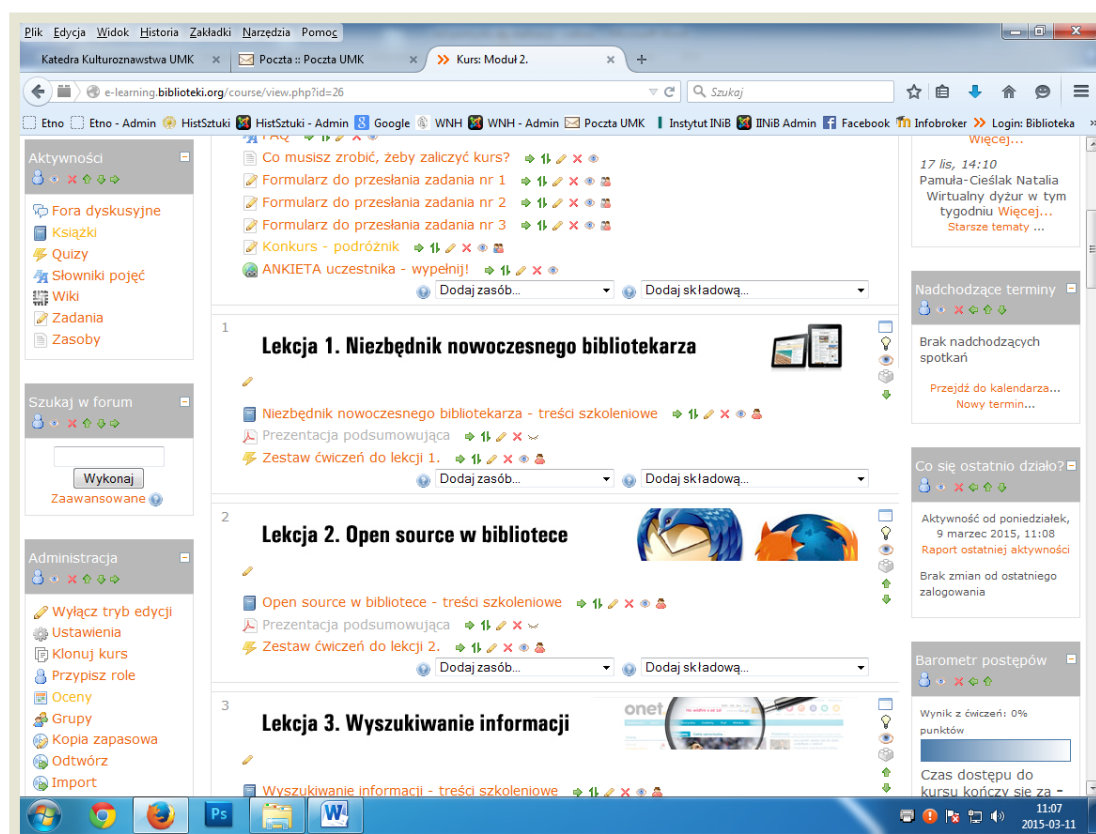 Plik Edycja Widok Historia Zakładki Narzędzia Pomoc
Katedra Kulturoznawstwa UMK × Poczta :: Poczta UMK × Kurs: Moduł 2. × +
e-learning.biblioteki.org/course/view.php?id=26 Szukaj
Etno Etno - Admin HistSztuki HistSztuki - Admin Google WNH WNH - Admin Poczta UMK Instytut INiB IINiB Admin Facebook Infobroker Login: Biblioteka »
Aktywności
Fora dyskusyjne
Książki
Quizy
Słowniki pojęć
Wiki
Zadania
Zasoby
Szukaj w forum
Wykonaj
Zaawansowane
Administracja
Wyłącz tryb edycji
Ustawienia
Klonuj kurs
Przypisz role
Oceny
Grupy
Kopia zapasowa
Odtwórz
Import
FAQ
Co musisz zrobić, żeby zaliczyć kurs?
Formularz do przesłania zadania nr 1
Formularz do przesłania zadania nr 2
Formularz do przesłania zadania nr 3
Konkurs - podróżnik
ANKIETA uczestnika - wypełnij!
Dodaj zasób... Dodaj składową...
1
Lekcja 1. Niezbędnik nowoczesnego bibliotekarza
Niezbędnik nowoczesnego bibliotekarza - treści szkoleniowe
Prezentacja podsumowująca
Zestaw ćwiczeń do lekcji 1.
Dodaj zasób... Dodaj składową...
2
Lekcja 2. Open source w bibliotece
Open source w bibliotece - treści szkoleniowe
Prezentacja podsumowująca
Zestaw ćwiczeń do lekcji 2.
Dodaj zasób... Dodaj składową...
3
Lekcja 3. Wyszukiwanie informacji
onet
Wyszukiwanie informacji - treści szkoleniowe
Więcej...
17 lis, 14:10
Pamuła-Cieślak Natalia
Wirtualny dyżur w tym
tygodniu Więcej...
Starsze tematy ...
Nadchodzące terminy
Brak nadchodzących
spotkań
Przejdź do kalendarza...
Nowy termin...
Co się ostatnio działo?
Aktywność od poniedziałek,
9 marzec 2015, 11:08
Raport ostatniej aktywności
Brak zmian od ostatniego
zalogowania
Barometr postępów
Wynik z ćwiczeń: 0%
punktów
Czas dostępu do
kursu kończy się za -
Ps W
11:07
2015-03-11